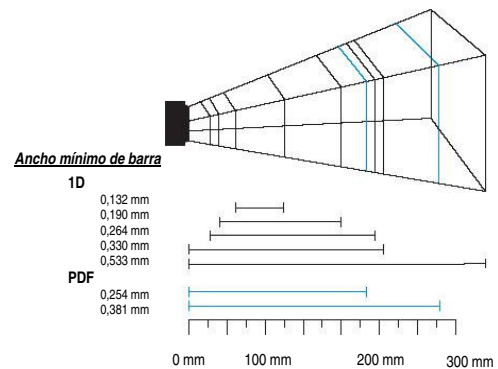 Ancho mínimo de barra
1D
0,132 mm
0,190 mm
0,264 mm
0,330 mm
0,533 mm
PDF
0,254 mm
0,381 mm
0 mm 100 mm 200 mm 300 mm